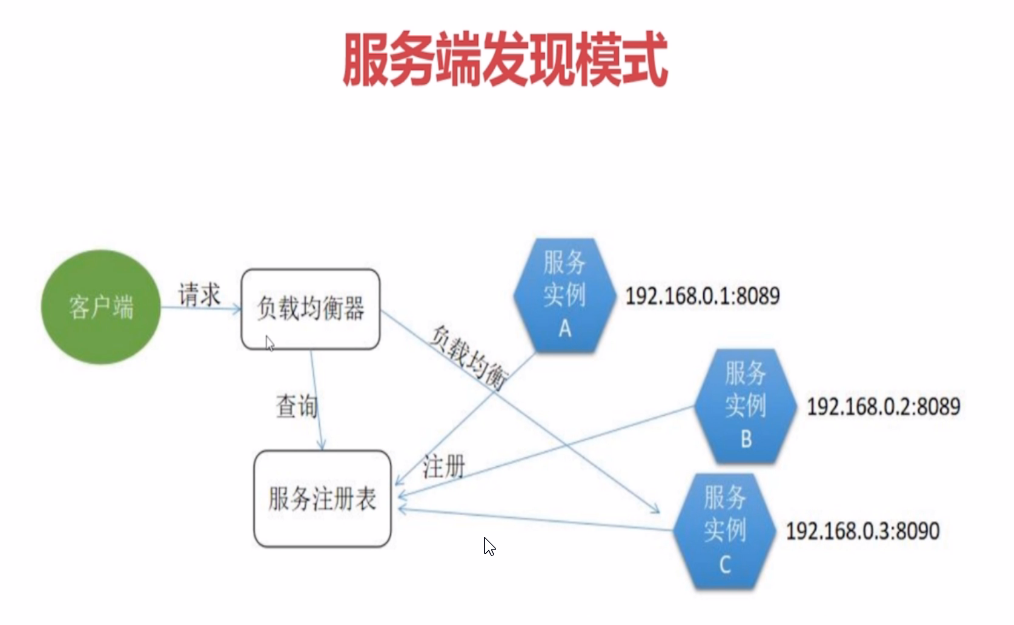 服务端发现模式
客户端
请求
负载均衡器
负载均衡
查询
注册
服务注册表
服务
实例
A
192.168.0.1:8089
服务
实例
B
192.168.0.2:8089
服务
实例
C
192.168.0.3:8090